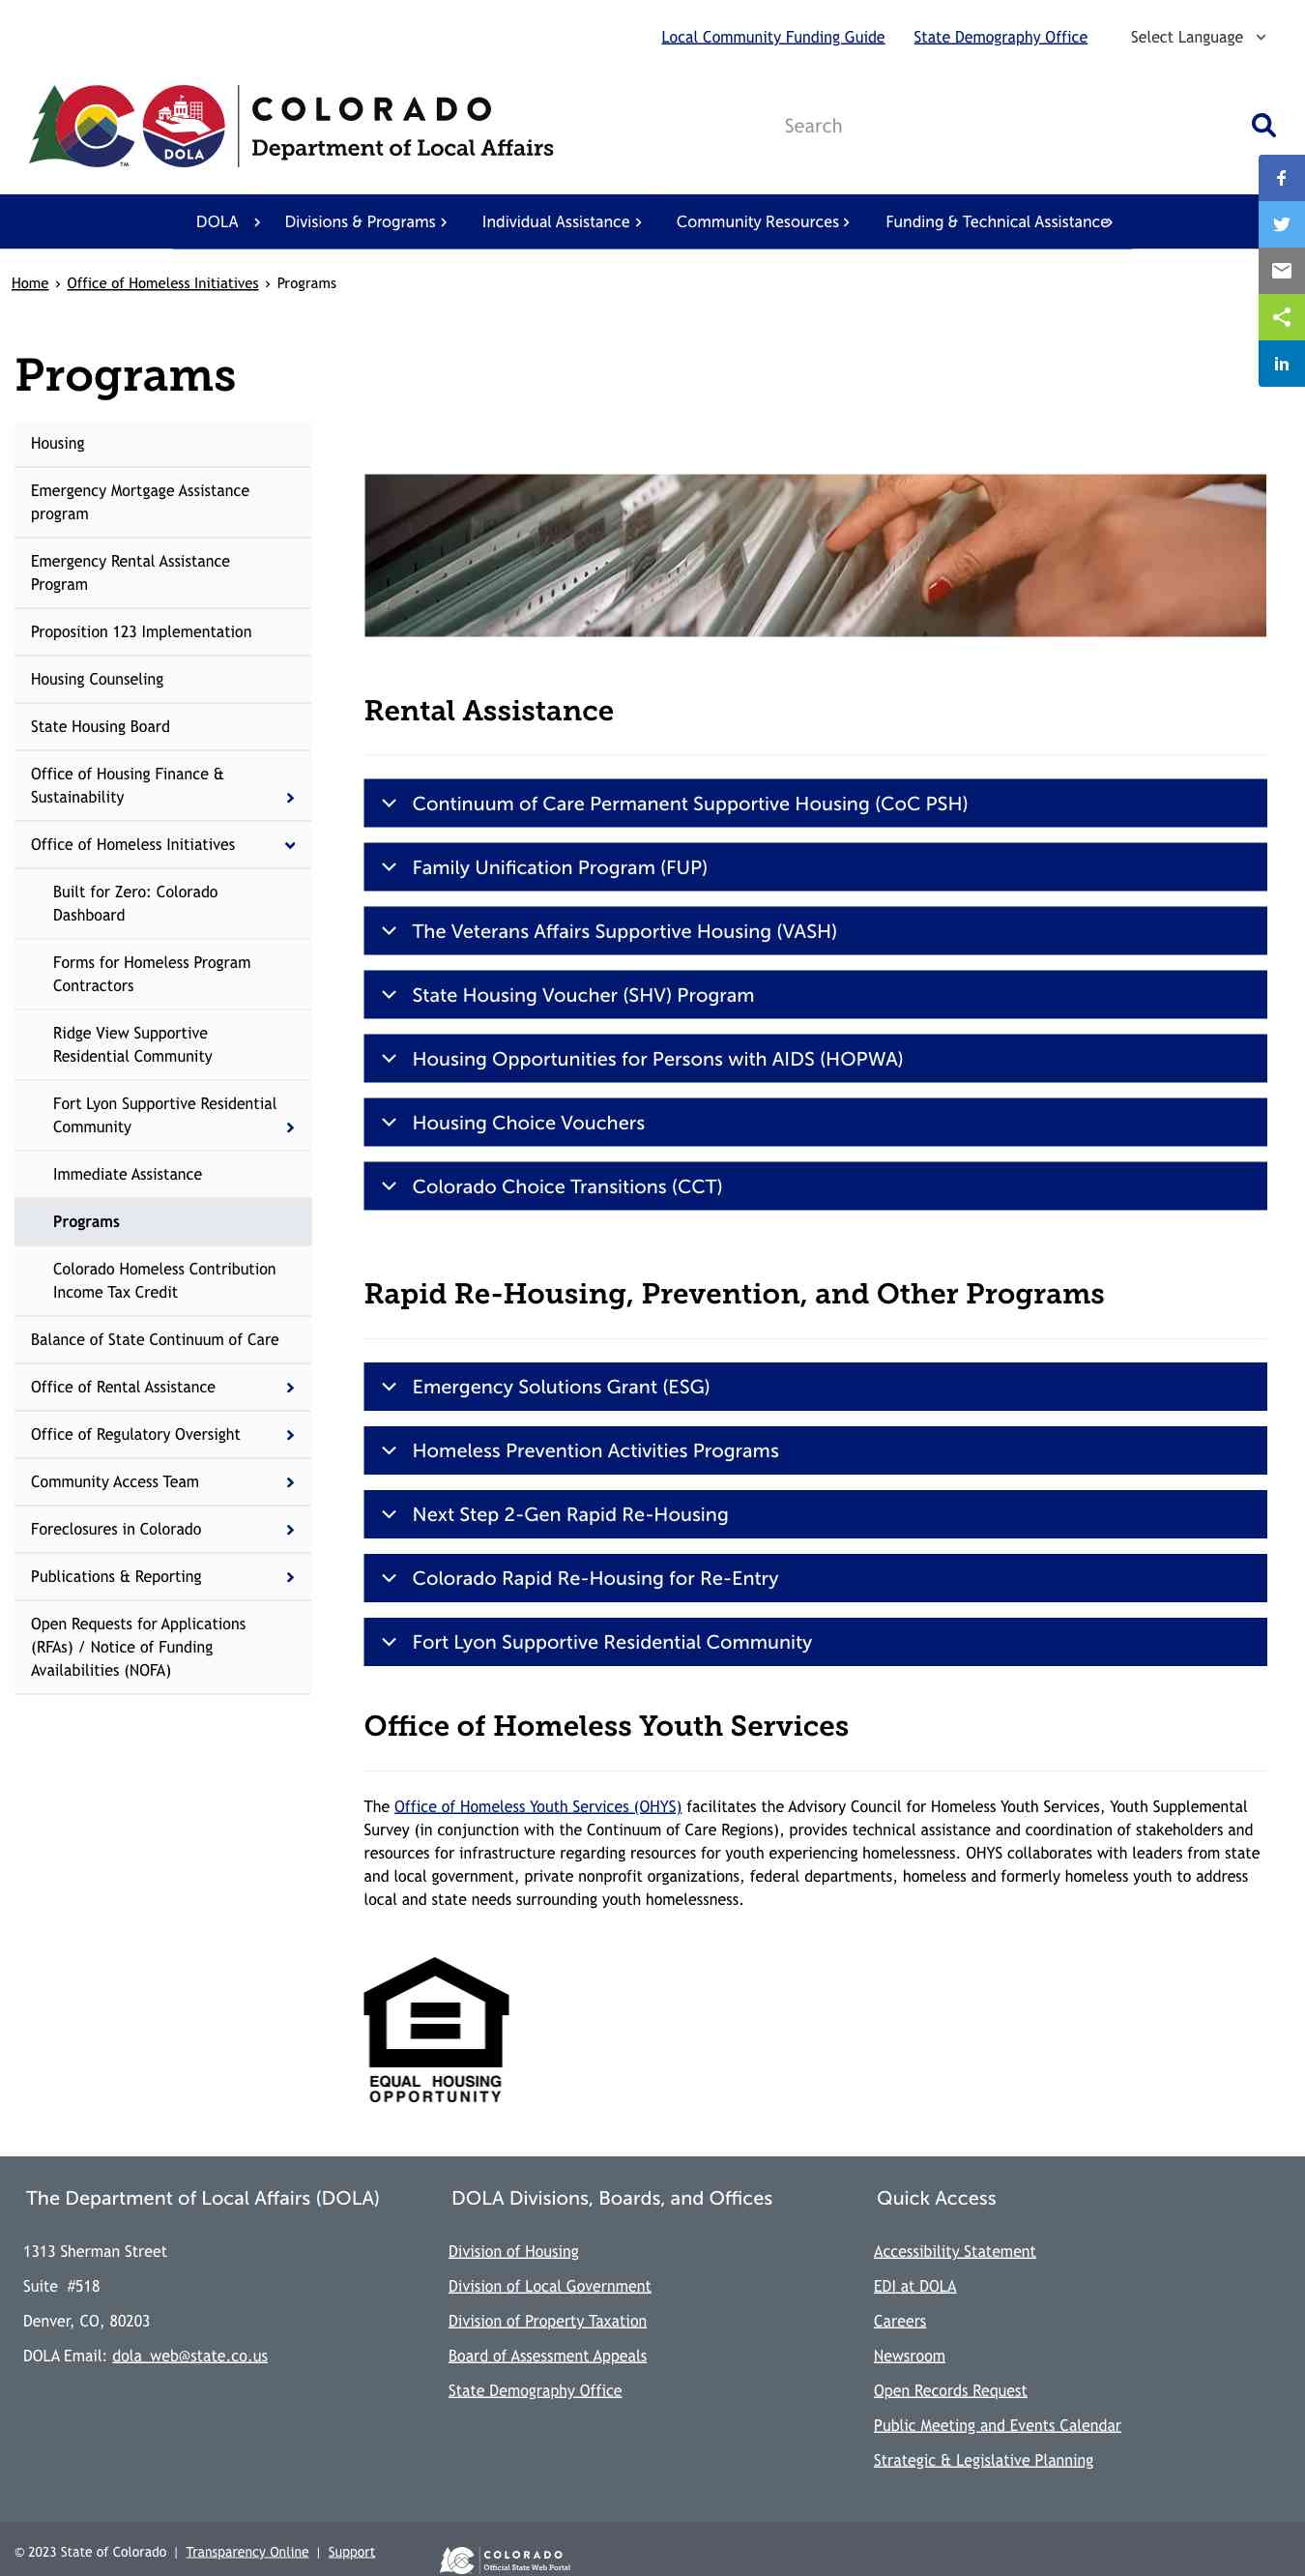 Local Community Funding Guide State Demography Office Select Language
COLORADO
Department of Local Affairs
DOLA
TM
Search
DOLA Divisions & Programs Individual Assistance Community Resources Funding & Technical Assistance
Home › Office of Homeless Initiatives › Programs
Programs
Housing
Emergency Mortgage Assistance
program
Emergency Rental Assistance
Program
Proposition 123 Implementation
Housing Counseling
State Housing Board
Office of Housing Finance &
Sustainability
Office of Homeless Initiatives
Built for Zero: Colorado
Dashboard
Forms for Homeless Program
Contractors
Ridge View Supportive
Residential Community
Fort Lyon Supportive Residential
Community
Immediate Assistance
Programs
Colorado Homeless Contribution
Income Tax Credit
Balance of State Continuum of Care
Office of Rental Assistance
Office of Regulatory Oversight
Community Access Team
Foreclosures in Colorado
Publications & Reporting
Open Requests for Applications
(RFAs) / Notice of Funding
Availabilities (NOFA)
Rental Assistance
Continuum of Care Permanent Supportive Housing (CoC PSH)
Family Unification Program (FUP)
The Veterans Affairs Supportive Housing (VASH)
State Housing Voucher (SHV) Program
Housing Opportunities for Persons with AIDS (HOPWA)
Housing Choice Vouchers
Colorado Choice Transitions (CCT)
Rapid Re-Housing, Prevention, and Other Programs
Emergency Solutions Grant (ESG)
Homeless Prevention Activities Programs
Next Step 2-Gen Rapid Re-Housing
Colorado Rapid Re-Housing for Re-Entry
Fort Lyon Supportive Residential Community
Office of Homeless Youth Services
The Office of Homeless Youth Services (OHYS) facilitates the Advisory Council for Homeless Youth Services, Youth Supplemental
Survey (in conjunction with the Continuum of Care Regions), provides technical assistance and coordination of stakeholders and
resources for infrastructure regarding resources for youth experiencing homelessness. OHYS collaborates with leaders from state
and local government, private nonprofit organizations, federal departments, homeless and formerly homeless youth to address
local and state needs surrounding youth homelessness.
EQUAL HOUSING
OPPORTUNITY
The Department of Local Affairs (DOLA)
1313 Sherman Street
Suite #518
Denver, CO, 80203
DOLA Email: dola_web@state.co.us
DOLA Divisions, Boards, and Offices
Division of Housing
Division of Local Government
Division of Property Taxation
Board of Assessment Appeals
State Demography Office
Quick Access
Accessibility Statement
EDI at DOLA
Careers
Newsroom
Open Records Request
Public Meeting and Events Calendar
Strategic & Legislative Planning
© 2023 State of Colorado | Transparency Online | Support
COLORADO
Official State Web Portal